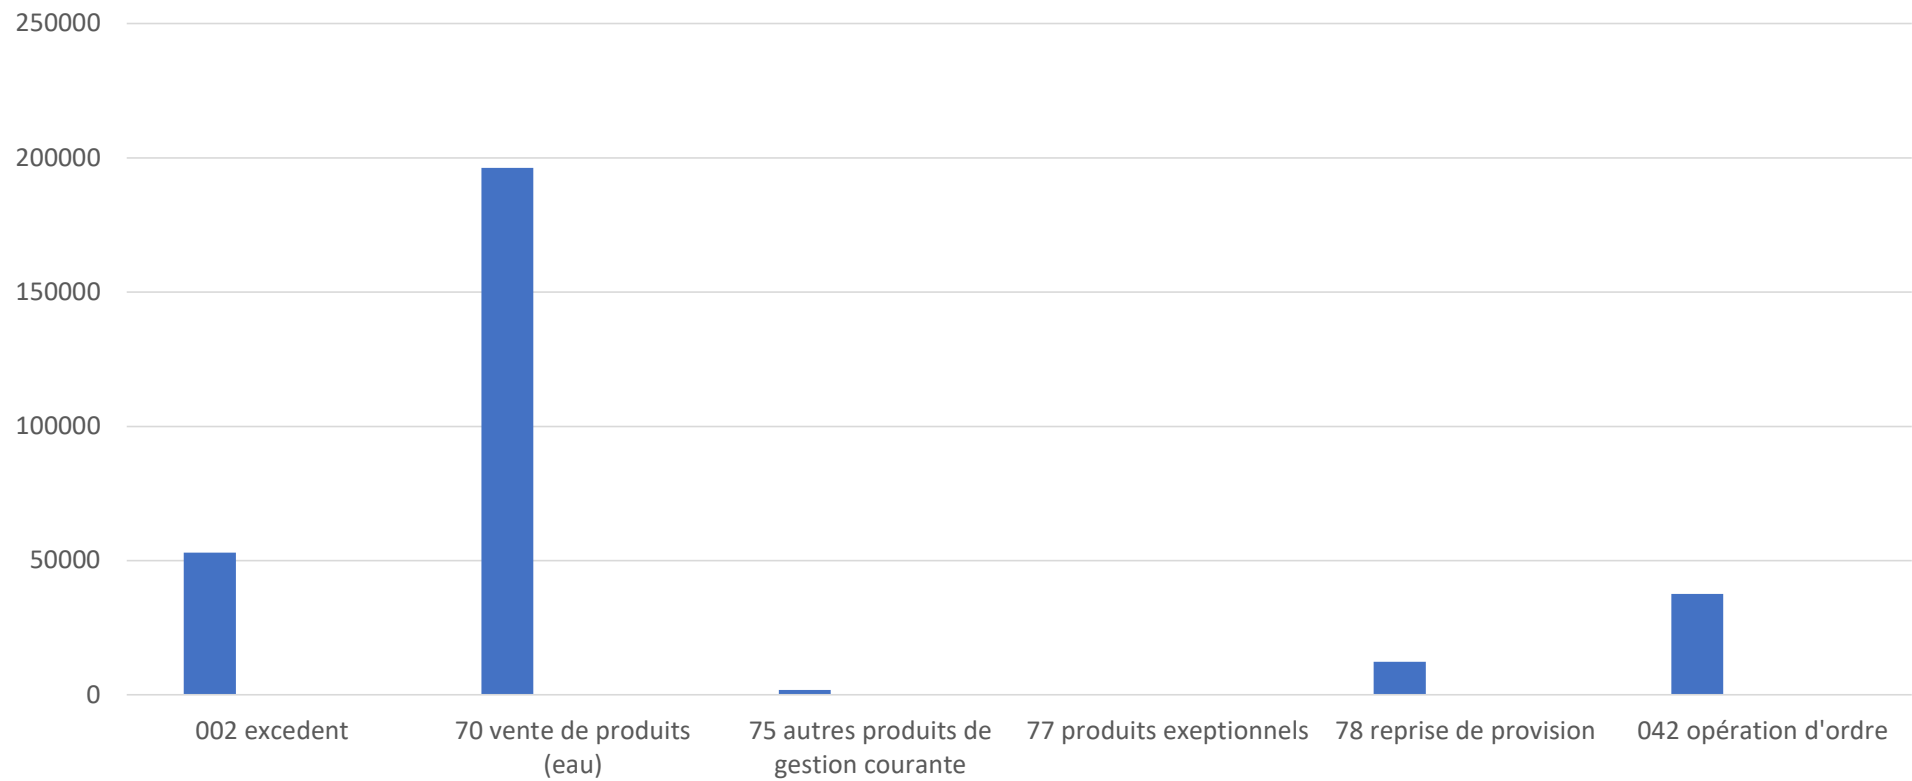 250000
200000
150000
100000
50000
0
002 excedent
70 vente de produits
(eau)
75 autres produits de
gestion courante
77 produits exeptionnels
78 reprise de provision
042 opération d'ordre